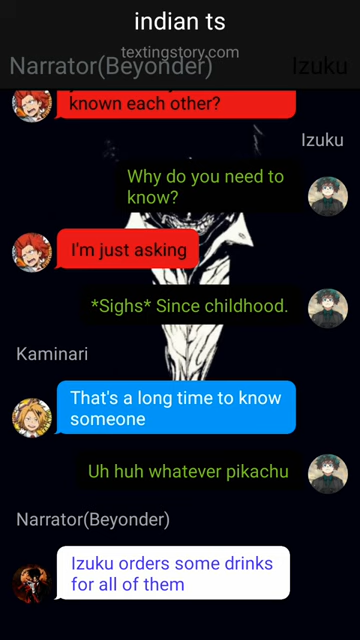 indian ts
textingstory.com
Narrator(Beyonder) Izuku
known each other?
Izuku
Why do you need to
know?
I'm just asking
*Sighs* Since childhood.
Kaminari
That's a long time to know
someone
Uh huh whatever pikachu
Narrator(Beyonder)
Izuku orders some drinks
for all of them